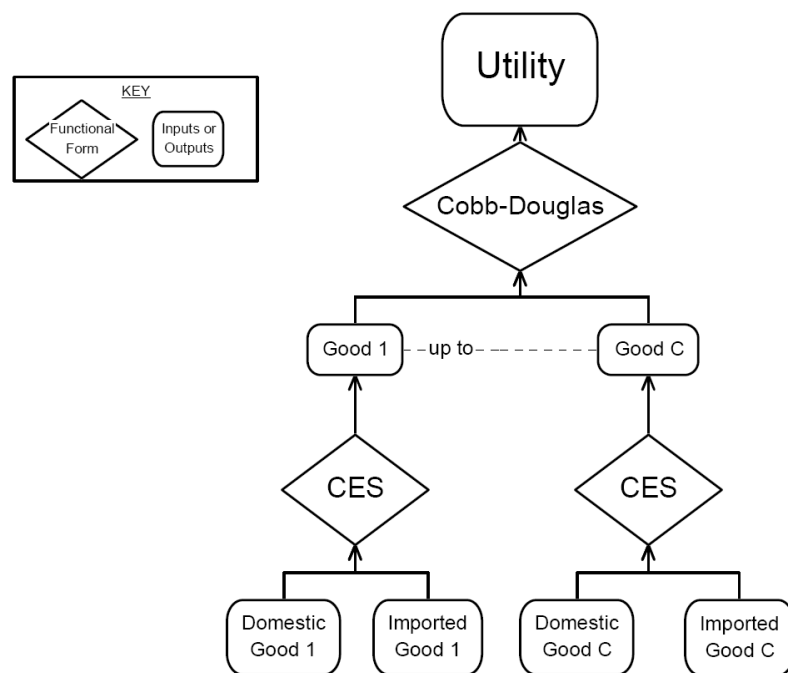 Utility
KEY
Functional
Form
Inputs or
Outputs
Cobb-Douglas
Good 1
up to
Good C
CES
CES
Domestic
Good 1
Imported
Good 1
Domestic
Good C
Imported
Good C